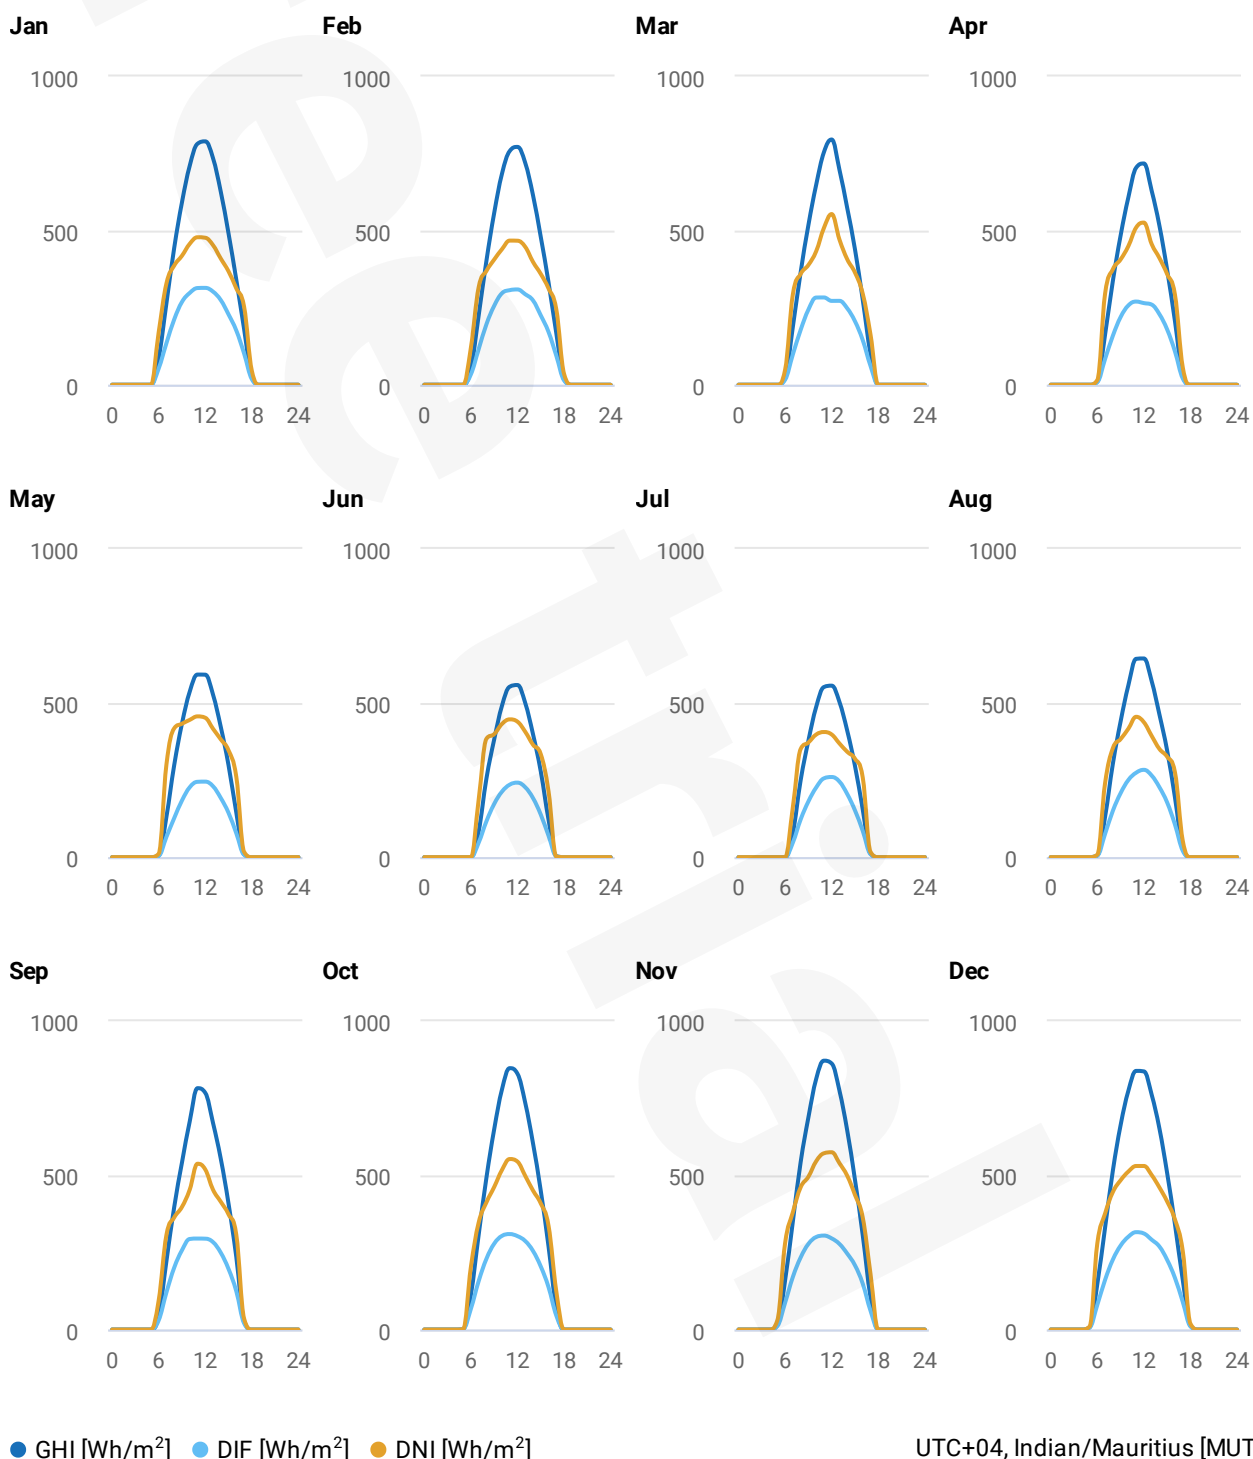 Jan Feb Mar Apr
1000 1000 1000 1000
500 500 500 500
0 0 0 0
0 6 12 18 24 0 6 12 18 24 0 6 12 18 24 0 6 12 18 24
May Jun Jul Aug
1000 1000 1000 1000
500 500 500 500
0 0 0 0
0 6 12 18 24 0 6 12 18 24 0 6 12 18 24 0 6 12 18 24
Sep Oct Nov Dec
1000 1000 1000 1000
500 500 500 500
0 0 0 0
0 6 12 18 24 0 6 12 18 24 0 6 12 18 24 0 6 12 18 24
GHI [Wh/m²] DIF [Wh/m²] DNI [Wh/m²] UTC+04, Indian/Mauritius [MUT
trial